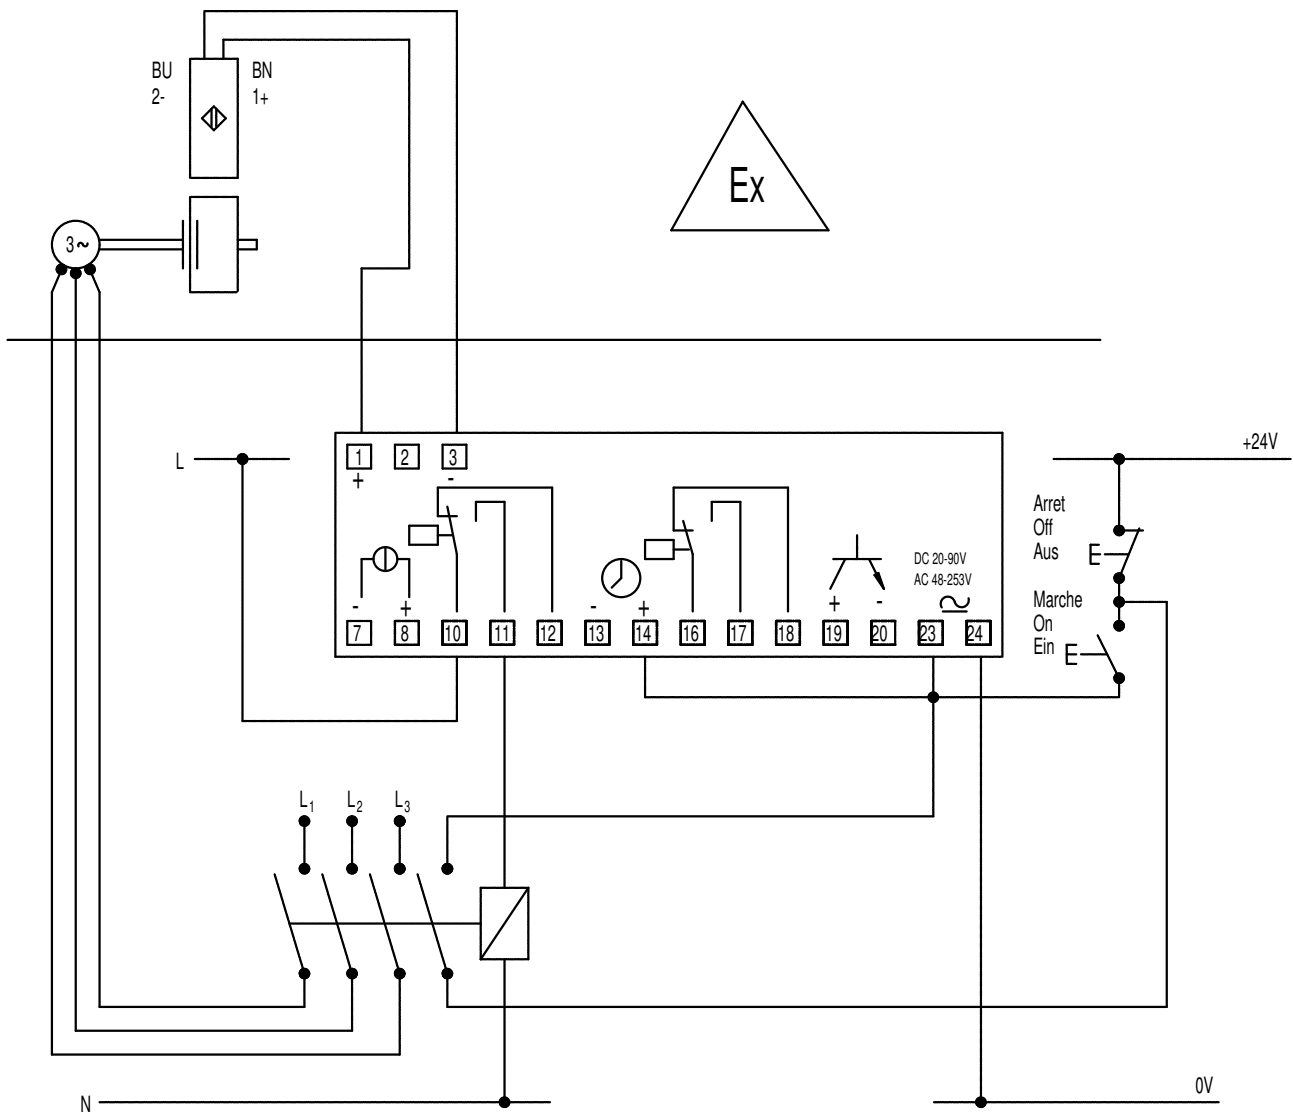 BU BN
2- 1+
Ex
3~
L
+24V
1 2 3
+ -
Arret
Off
Aus
E
DC 20-90V
AC 48-253V
- + - + + -
7 8 10 11 12 13 14 16 17 18 19 20 23 24
Marche
On
Ein
E
L1 L2 L3
N
0V